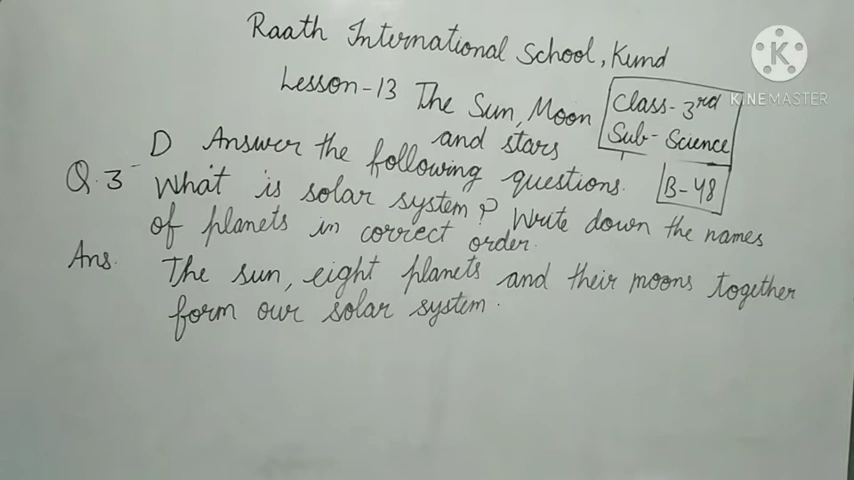 Raath International School, Kund
Lesson-13 The Sun, Moon
and stars
Class- 3rd
Sub- Science
B-48
D Answer the following questions.
Q.3 What is solar system? Write down the names
of planets in correct order.
Ans. The sun, eight planets and their moons together
form our solar system.
K
KINEMASTER